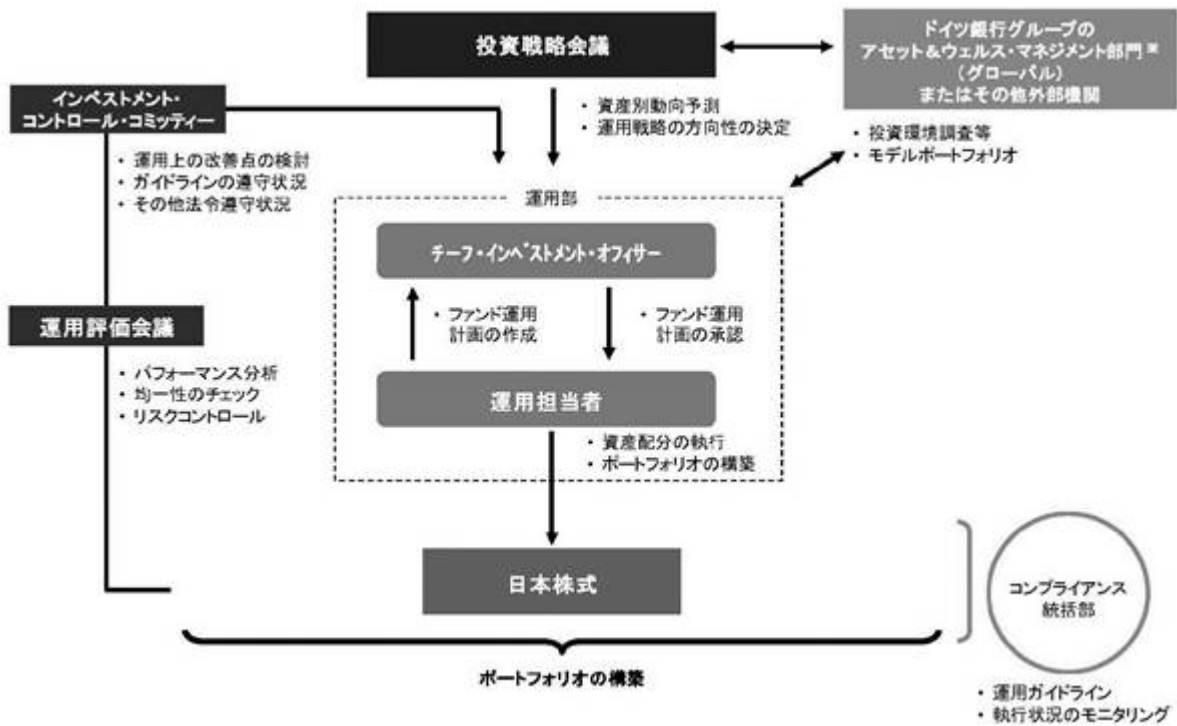 投資戦略会議
ドイツ銀行グループの
アセット＆ウェルス・マネジメント部門※
（グローバル）
またはその他外部機関
インベストメント・
コントロール・コミッティー
・資産別動向予測
・運用戦略の方向性の決定
・投資環境調査等
・モデルポートフォリオ
・運用上の改善点の検討
・ガイドラインの遵守状況
・その他法令遵守状況
運用部
チーフ・インベストメント・オフィサー
・ファンド運用
計画の作成
・ファンド運用
計画の承認
運用評価会議
・パフォーマンス分析
・均一性のチェック
・リスクコントロール
運用担当者
・資産配分の執行
・ポートフォリオの構築
日本株式
コンプライアンス
統括部
ポートフォリオの構築
・運用ガイドライン
・執行状況のモニタリング